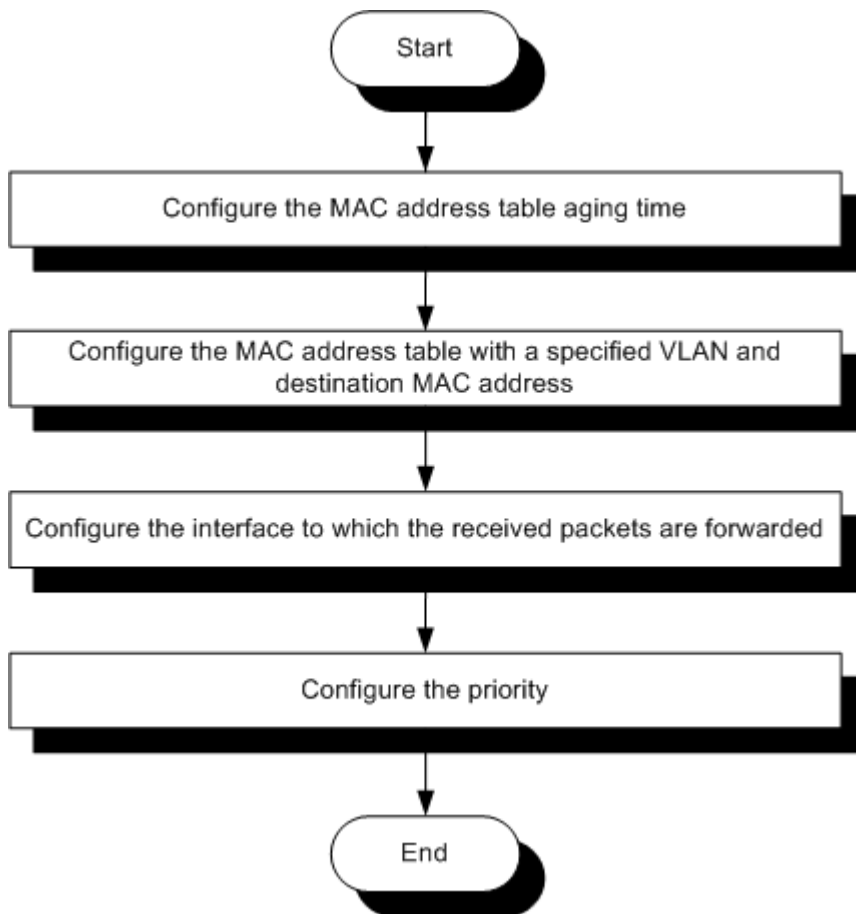 Start
Configure the MAC address table aging time
Configure the MAC address table with a specified VLAN and
destination MAC address
Configure the interface to which the received packets are forwarded
Configure the priority
End